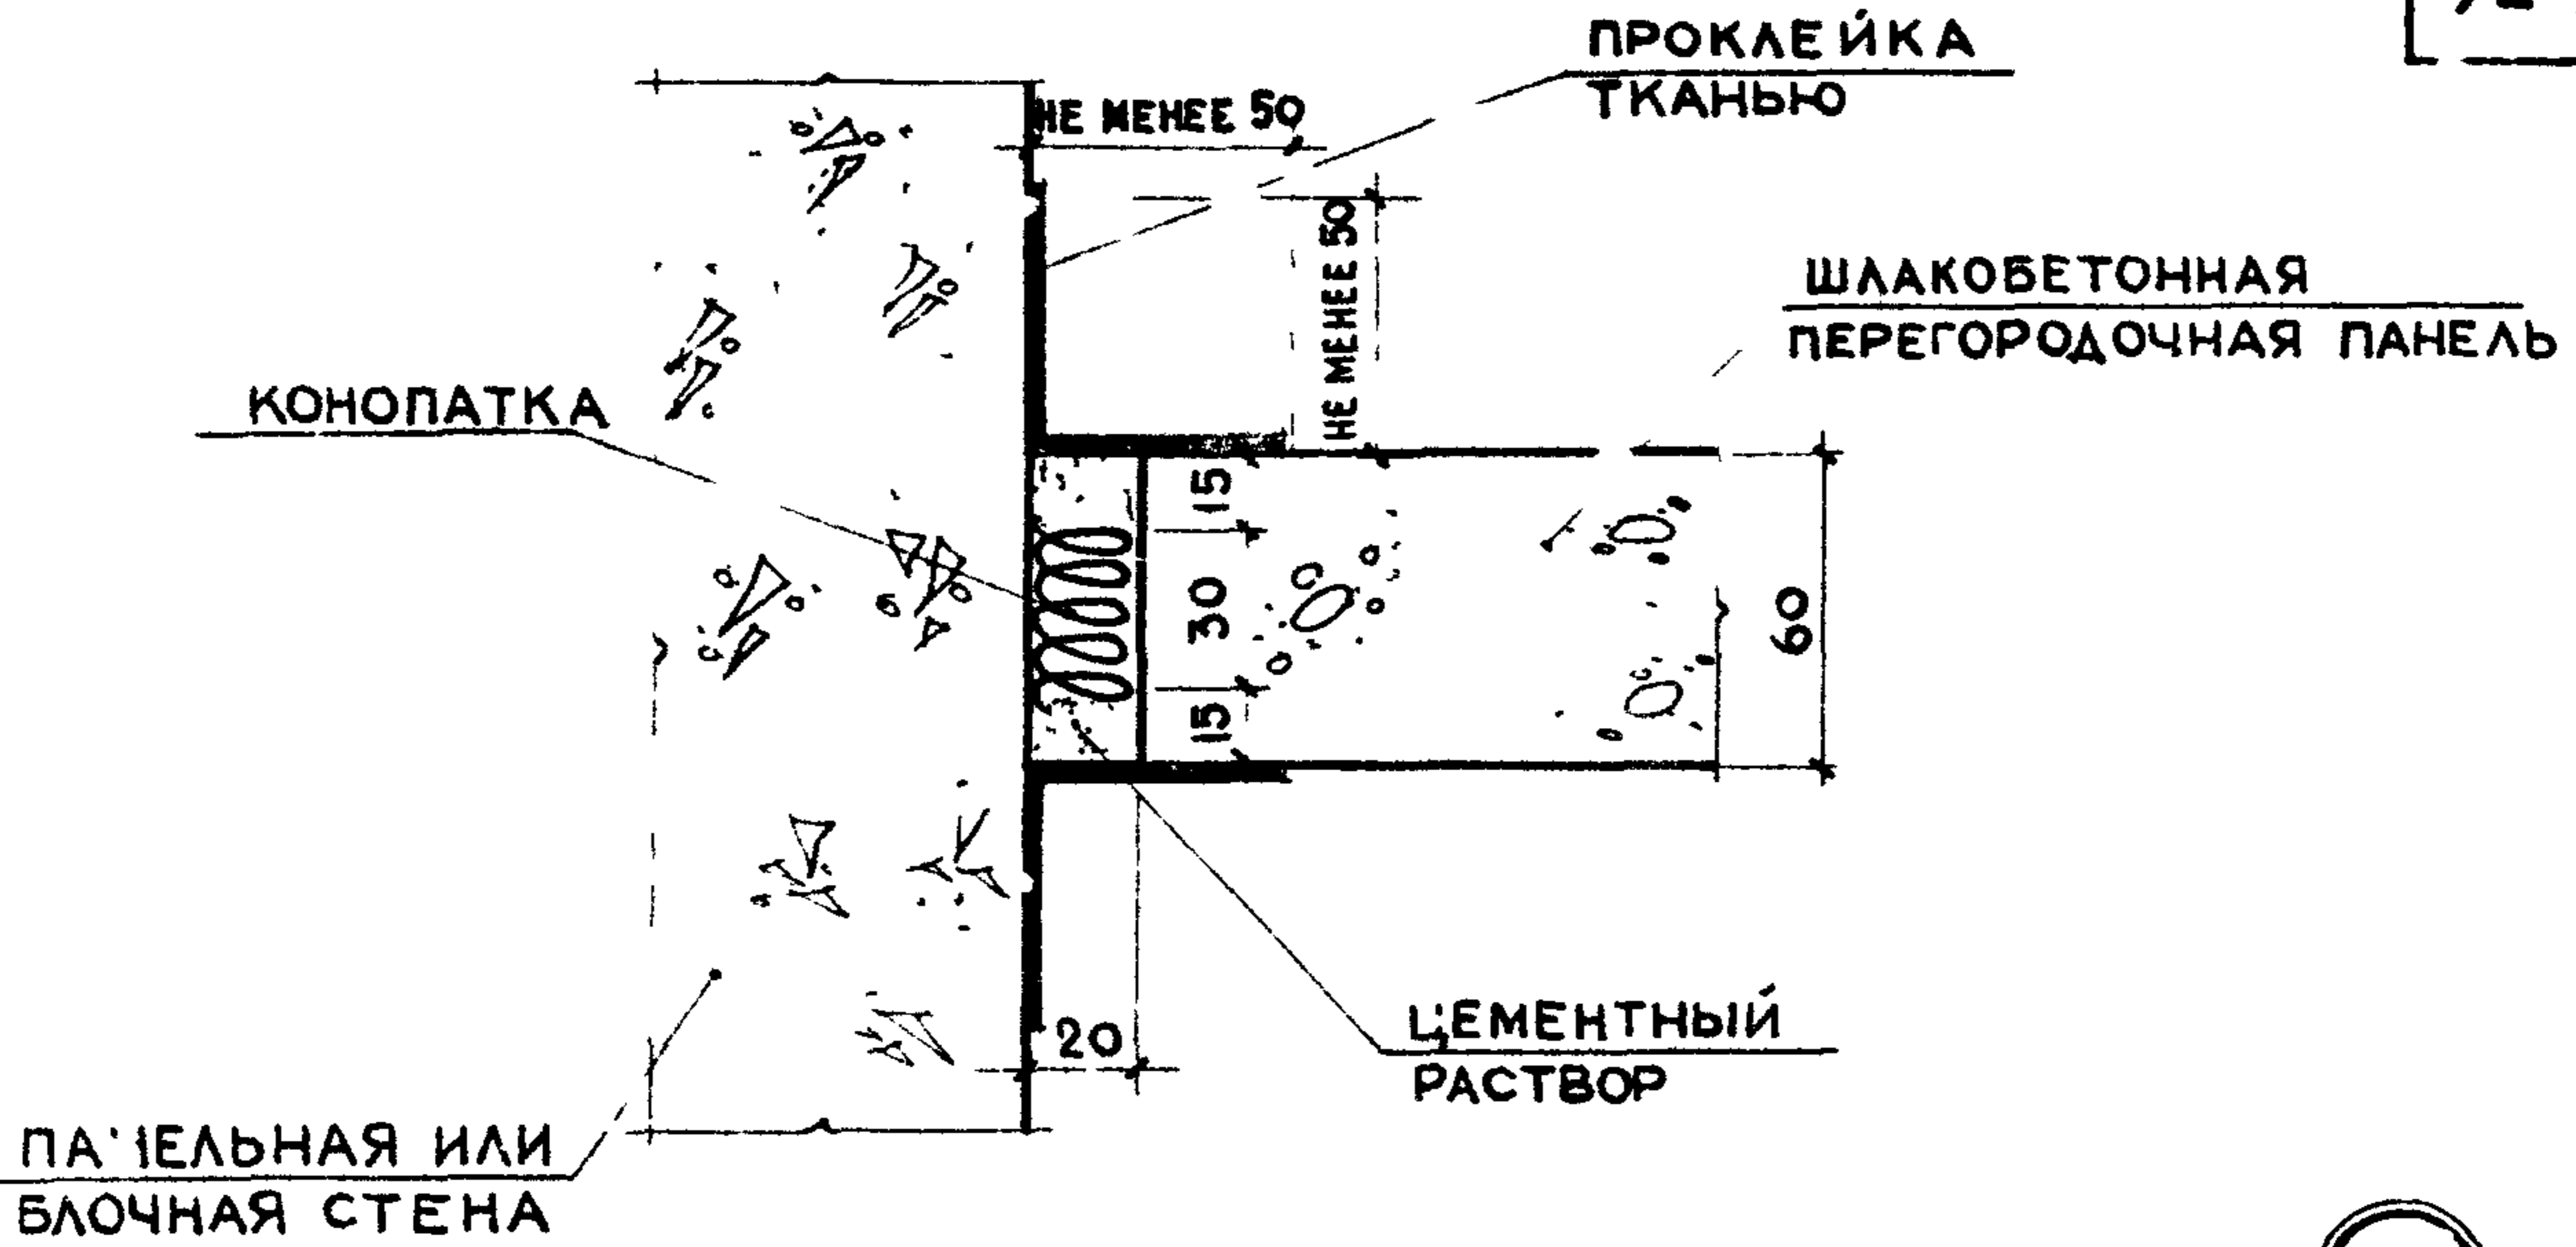 ПРОКЛЕЙКА
ТКАНЬЮ
НЕ МЕНЕЕ 50
НЕ МЕНЕЕ 50
ШЛАКОБЕТОННАЯ
ПЕРЕГОРОДОЧНАЯ ПАНЕЛЬ
КОНОПАТКА
15
30
15
60
20
ЦЕМЕНТНЫЙ
РАСТВОР
ПАНЕЛЬНАЯ ИЛИ
БЛОЧНАЯ СТЕНА